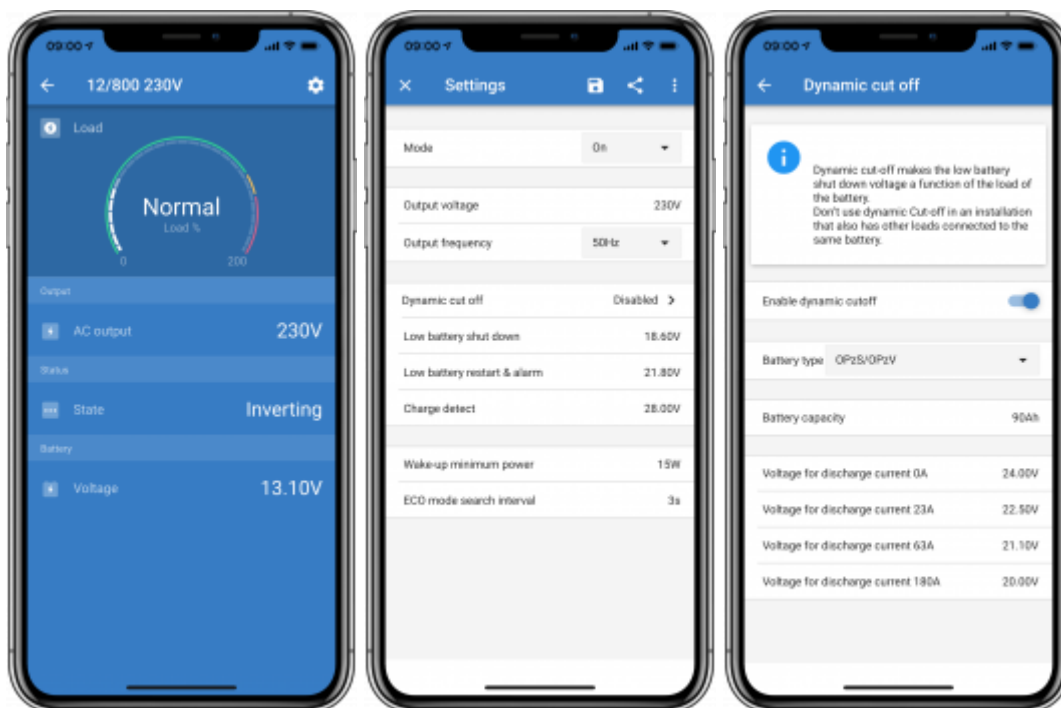 09:00
12/800 230V
Load
Normal
Load %
0 200
Output
AC output 230V
Status
State Inverting
Battery
Voltage 13.10V
09:00
Settings
Mode On
Output voltage 230V
Output frequency 50Hz
Dynamic cut off Disabled
Low battery shut down 18.60V
Low battery restart & alarm 21.80V
Charge detect 28.00V
Wake-up minimum power 15W
ECO mode search interval 3s
09:00
Dynamic cut off
Dynamic cut-off makes the low battery
shut down voltage a function of the load of
the battery.
Don't use dynamic Cut-off in an installation
that also has other loads connected to the
same battery.
Enable dynamic cutoff
Battery type OPzS/OPzV
Battery capacity 90Ah
Voltage for discharge current 0A 24.00V
Voltage for discharge current 23A 22.50V
Voltage for discharge current 63A 21.10V
Voltage for discharge current 180A 20.00V